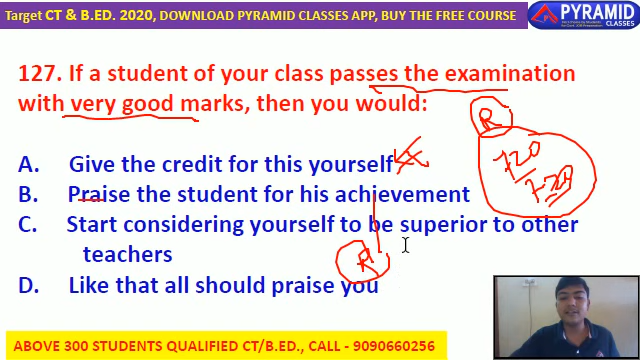 Target CT & B.ED. 2020, DOWNLOAD PYRAMID CLASSES APP, BUY THE FREE COURSE
PYRAMID
CLASSES
127. If a student of your class passes the examination
with very good marks, then you would:
R
720
720
A. Give the credit for this yourself
B. Praise the student for his achievement
C. Start considering yourself to be superior to other
teachers
R
D. Like that all should praise you
ABOVE 300 STUDENTS QUALIFIED CT/B.ED., CALL - 9090660256